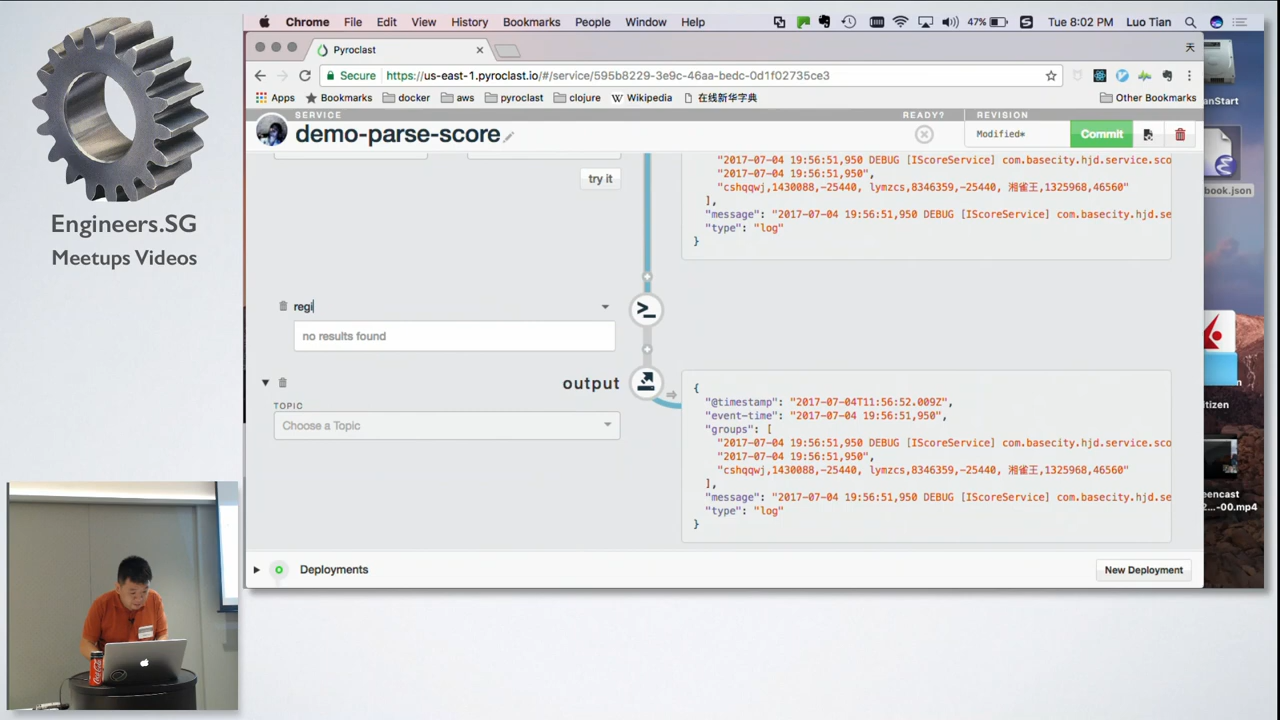 Chrome File Edit View History Bookmarks People Window Help 47% Tue 8:02 PM Luo Tian
Pyroclast
天
Secure https://us-east-1.pyroclast.io/#/service/595b8229-3e9c-46aa-bedc-0d1f02735ce3
Apps Bookmarks docker aws pyroclast clojure Wikipedia 在线新华字典 Other Bookmarks
SERVICE READY? REVISION
demo-parse-score Modified* Commit
"2017-07-04 19:56:51,950 DEBUG [IScoreService] com.basecity.hjd.service.sco
"2017-07-04 19:56:51,950",
"cshqqwj,1430088,-25440, lymzcs,8346359,-25440, 湘雀王,1325968,46560"
],
"message": "2017-07-04 19:56:51,950 DEBUG [IScoreService] com.basecity.hjd.se
"type": "log"
}
try it
regi
no results found
output
TOPIC
Choose a Topic
{
"@timestamp": "2017-07-04T11:56:52.009Z",
"event-time": "2017-07-04 19:56:51,950",
"groups": [
"2017-07-04 19:56:51,950 DEBUG [IScoreService] com.basecity.hjd.service.sco
"2017-07-04 19:56:51,950",
"cshqqwj,1430088,-25440, lymzcs,8346359,-25440, 湘雀王,1325968,46560"
],
"message": "2017-07-04 19:56:51,950 DEBUG [IScoreService] com.basecity.hjd.se
"type": "log"
}
Deployments New Deployment
Engineers.SG
Meetups Videos
anStart
book.json
itizen
eencast
2...-00.mp4